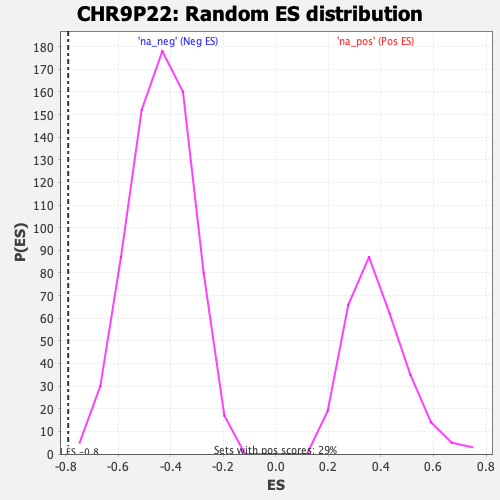 CHR9P22: Random ES distribution
'na_neg' (Neg ES)
'na_pos' (Pos ES)
180
170
160
150
140
130
120
110
100
90
80
70
60
50
40
30
20
10
0
P(ES)
ES -0.8
Sets with pos scores: 29%
-0.8 -0.6 -0.4 -0.2 0.0 0.2 0.4 0.6 0.8
ES